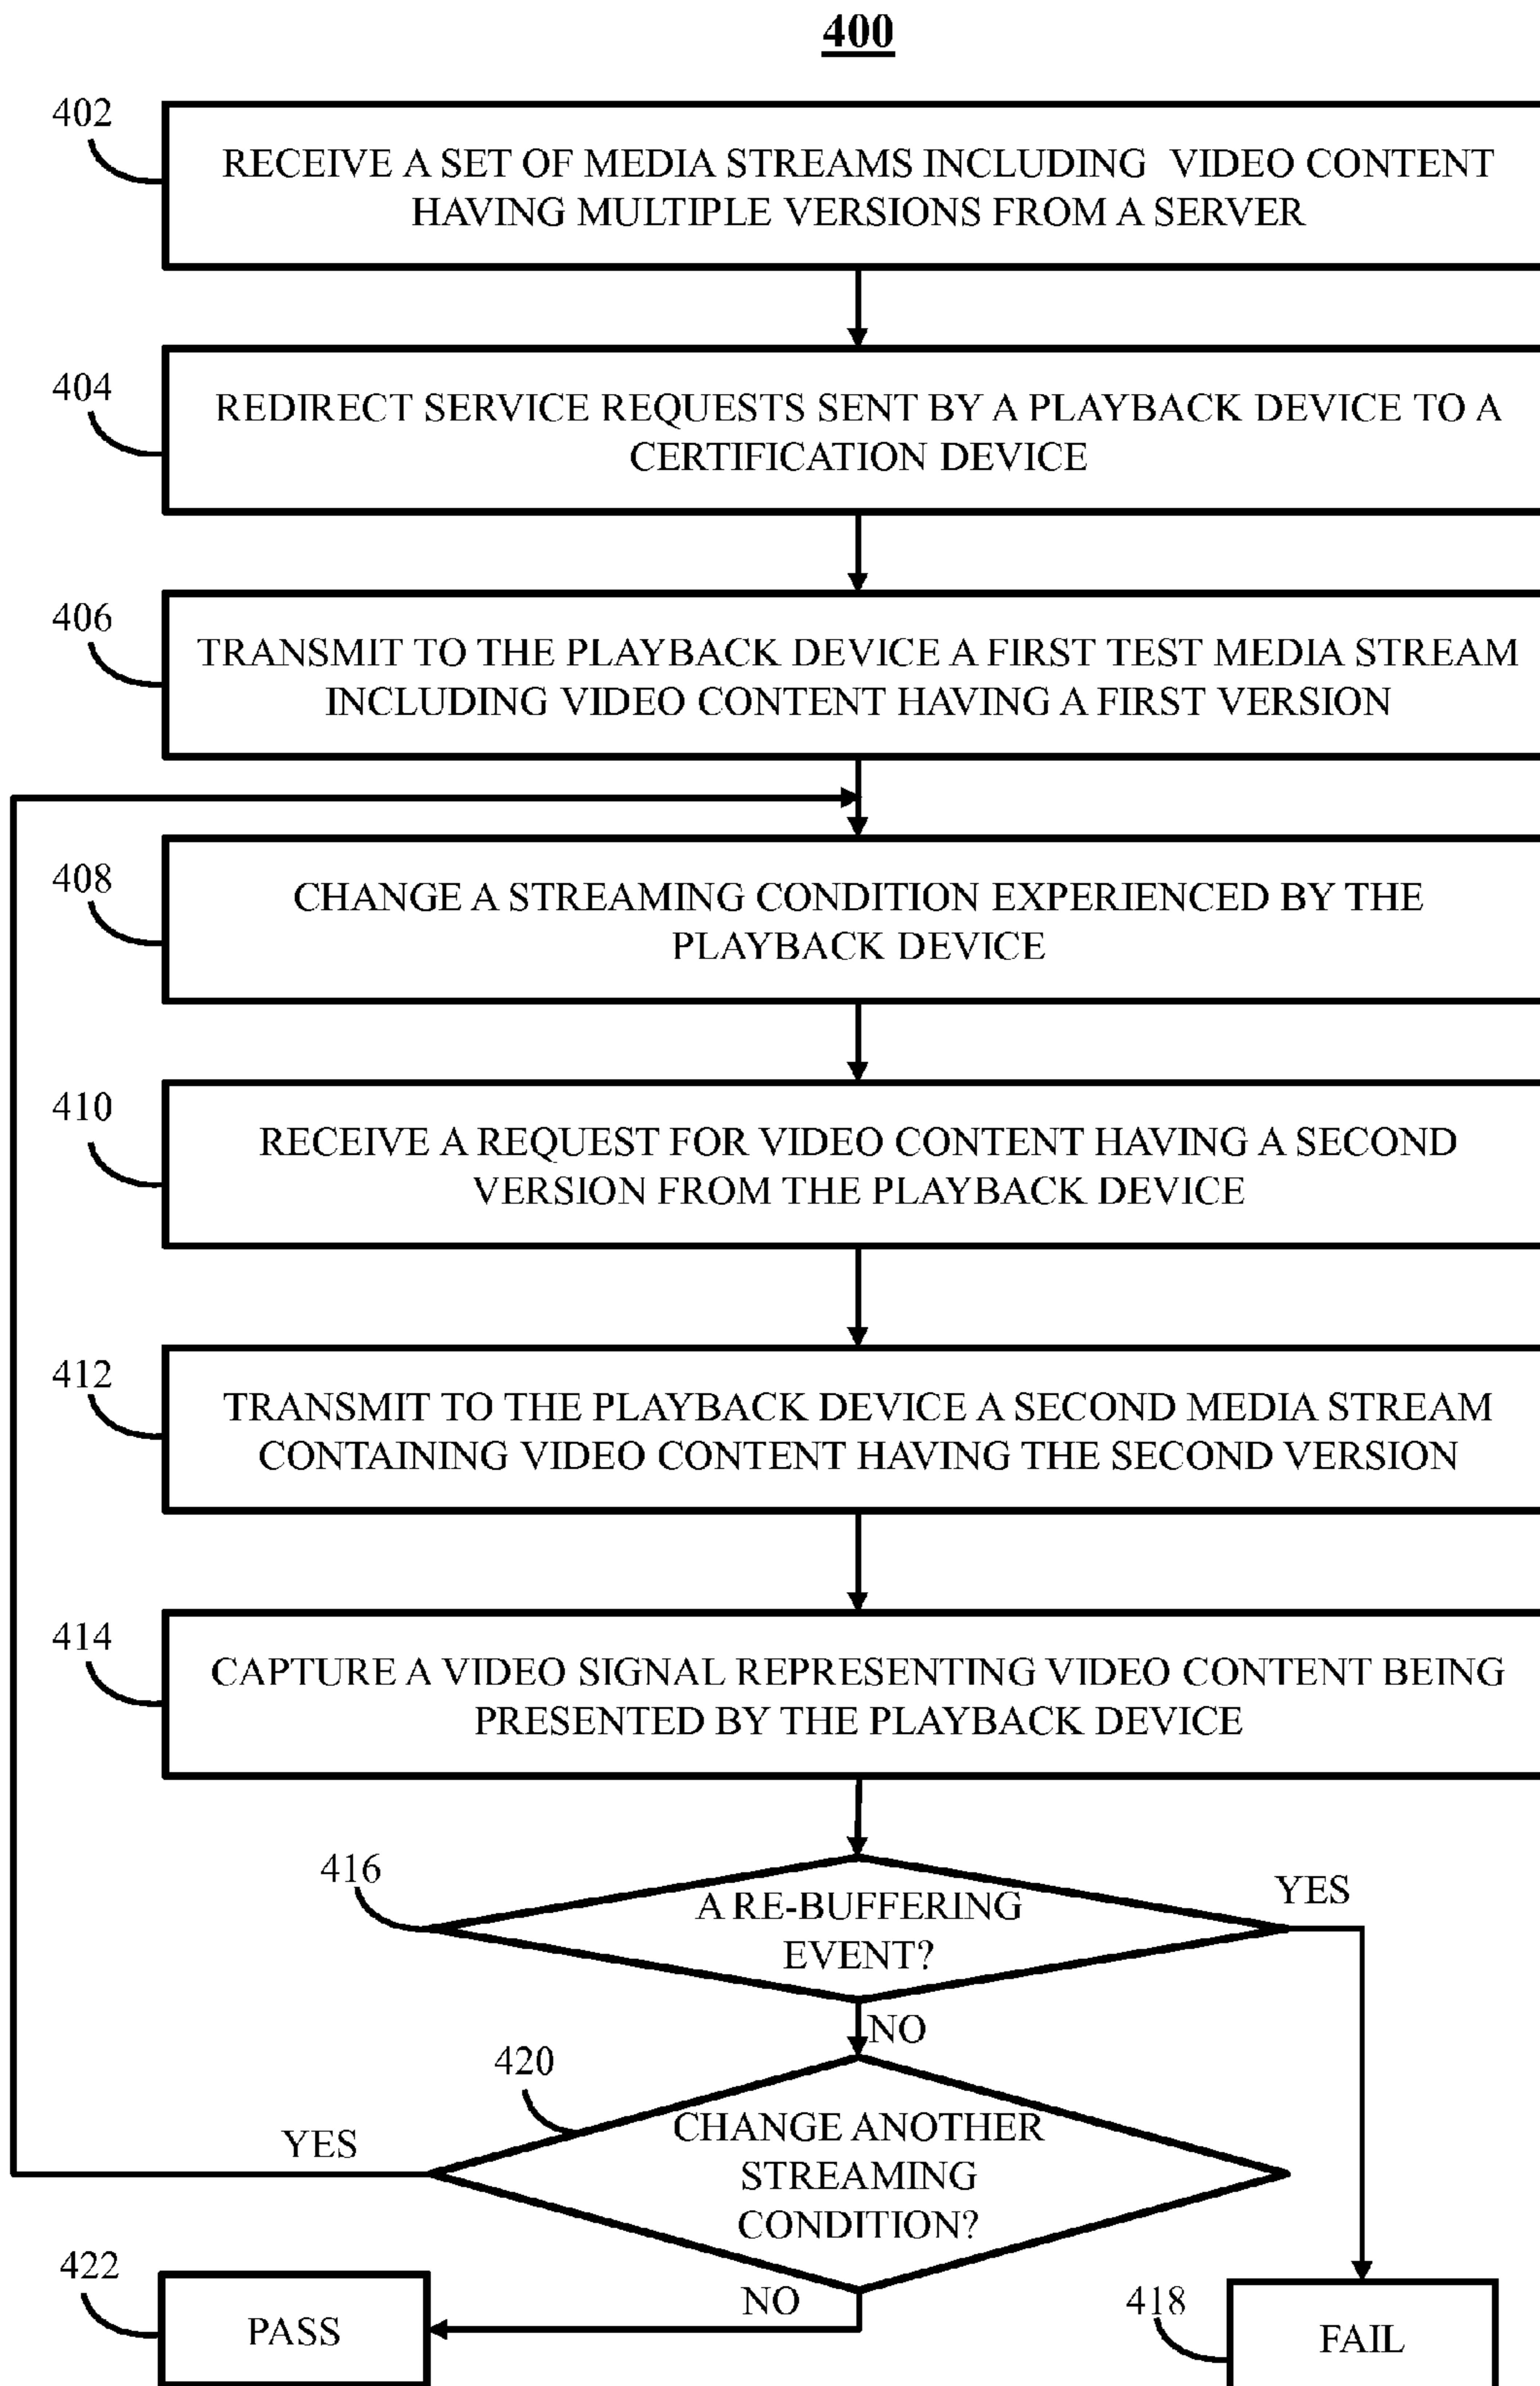 400
402
RECEIVE A SET OF MEDIA STREAMS INCLUDING VIDEO CONTENT
HAVING MULTIPLE VERSIONS FROM A SERVER
404
REDIRECT SERVICE REQUESTS SENT BY A PLAYBACK DEVICE TO A
CERTIFICATION DEVICE
406
TRANSMIT TO THE PLAYBACK DEVICE A FIRST TEST MEDIA STREAM
INCLUDING VIDEO CONTENT HAVING A FIRST VERSION
408
CHANGE A STREAMING CONDITION EXPERIENCED BY THE
PLAYBACK DEVICE
410
RECEIVE A REQUEST FOR VIDEO CONTENT HAVING A SECOND
VERSION FROM THE PLAYBACK DEVICE
412
TRANSMIT TO THE PLAYBACK DEVICE A SECOND MEDIA STREAM
CONTAINING VIDEO CONTENT HAVING THE SECOND VERSION
414
CAPTURE A VIDEO SIGNAL REPRESENTING VIDEO CONTENT BEING
PRESENTED BY THE PLAYBACK DEVICE
416
A RE-BUFFERING
EVENT?
YES
NO
420
CHANGE ANOTHER
STREAMING
CONDITION?
YES
NO
422
PASS
418
FAIL